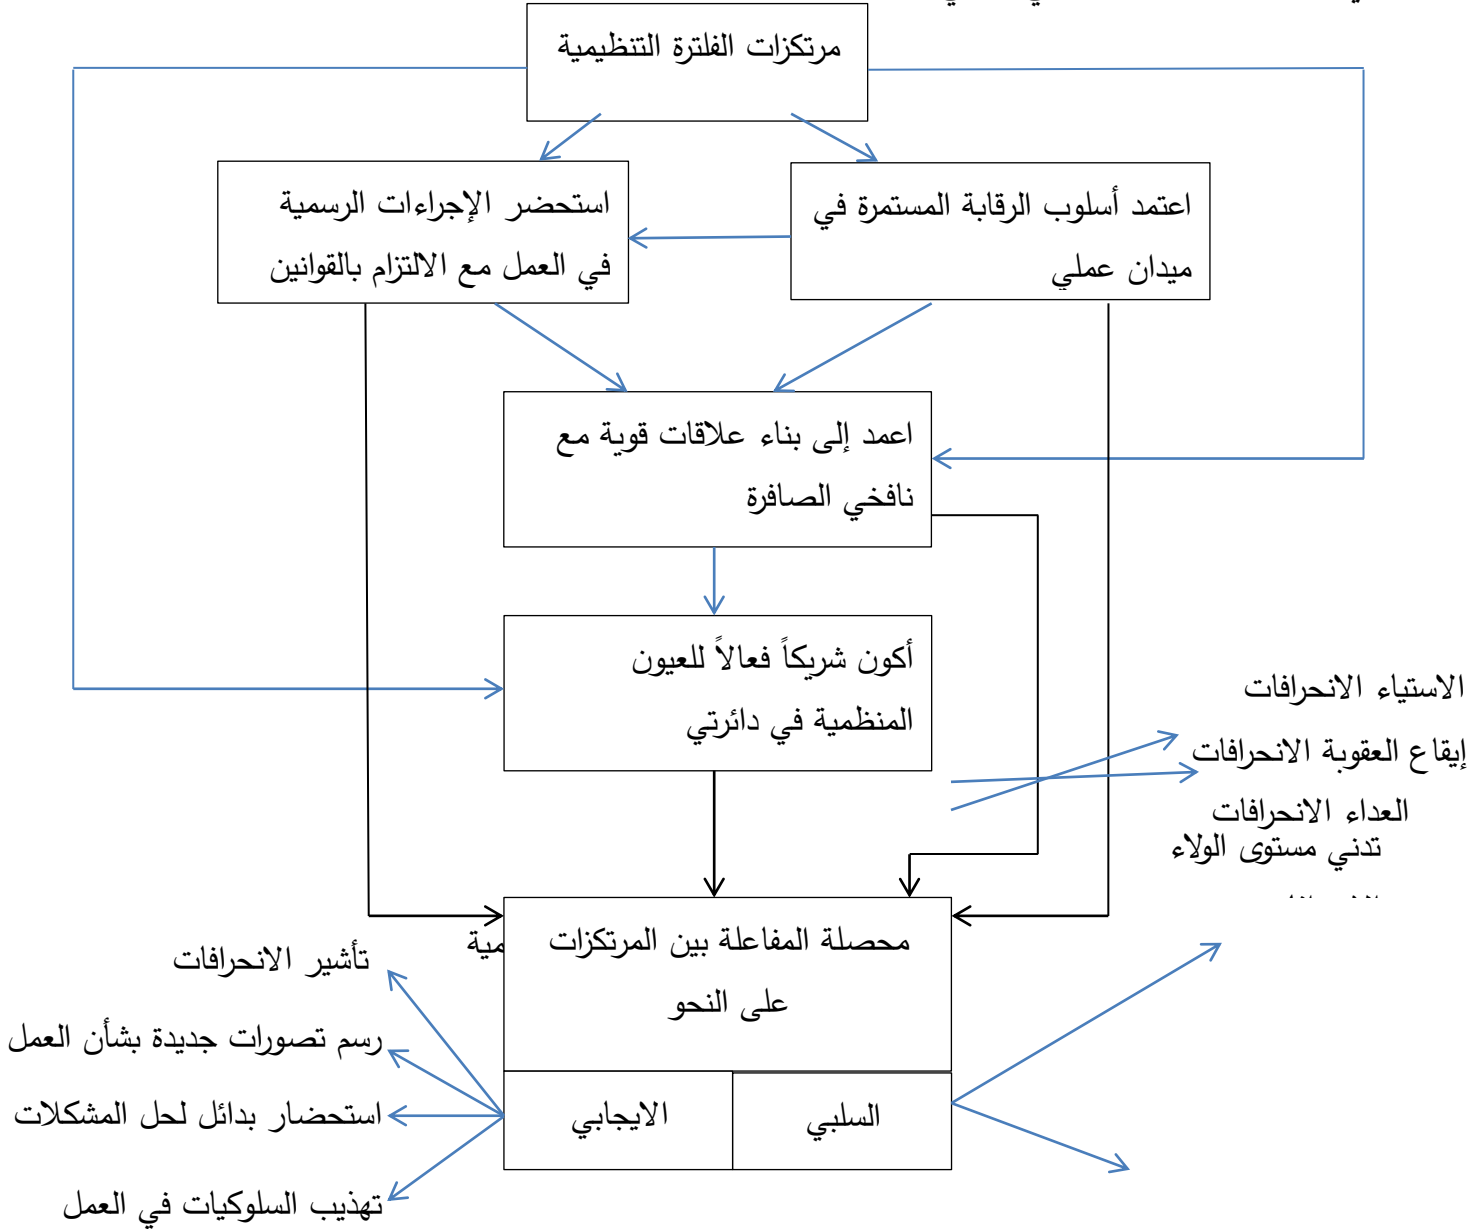 مرتكزات الفلترة التنظيمية
اعتمد أسلوب الرقابة المستمرة في
ميدان عملي
استحضر الإجراءات الرسمية
في العمل مع الالتزام بالقوانين
اعمد إلى بناء علاقات قوية مع
نافخي الصافرة
أكون شريكاً فعالاً للعيون
المنظمية في دائرتي
الاستياء الانحرافات
إيقاع العقوبة الانحرافات
العداء الانحرافات
تدني مستوى الولاء
محصلة المفاعلة بين المرتكزات
على النحو
السلبي
الايجابي
تأشير الانحرافات
رسم تصورات جديدة بشأن العمل
استحضار بدائل لحل المشكلات
تهذيب السلوكيات في العمل